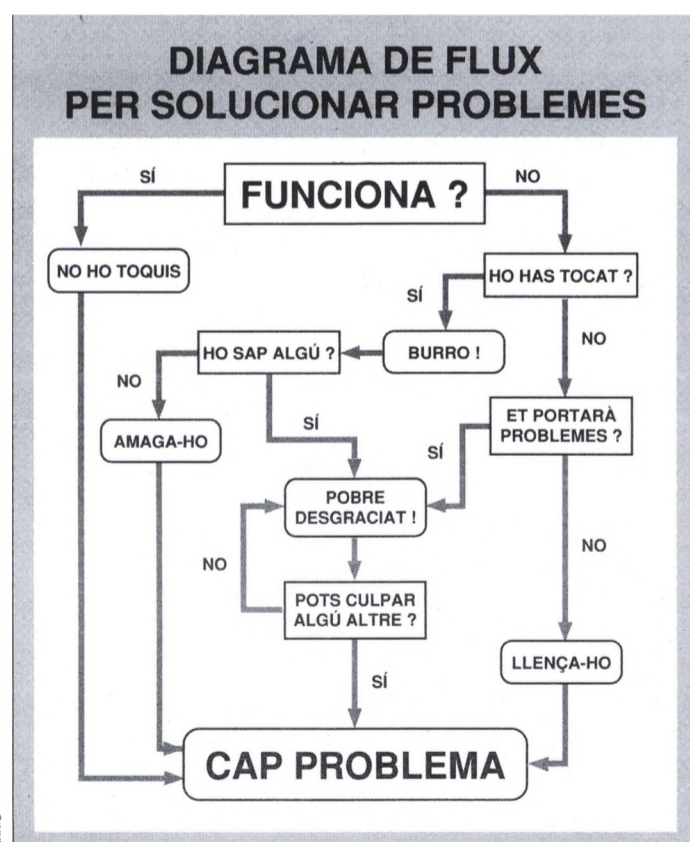 DIAGRAMA DE FLUX
PER SOLUCIONAR PROBLEMES
SÍ
FUNCIONA ?
NO
NO HO TOQUIS
HO HAS TOCAT ?
SÍ
HO SAP ALGÚ ?
BURRO !
NO
NO
AMAGA-HO
SÍ
SÍ
ET PORTARÀ
PROBLEMES ?
POBRE
DESGRACIAT !
NO
NO
POTS CULPAR
ALGÚ ALTRE ?
SÍ
LLENÇA-HO
CAP PROBLEMA